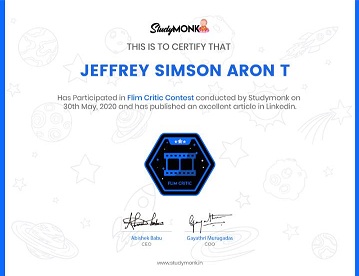 StudyMONK
THIS IS TO CERTIFY THAT
JEFFREY SIMSON ARON T
Has Participated in Flim Critic Contest conducted by Studymonk on
30th May, 2020 and has published an excellent article in Linkedin.
FLIM CRITIC
Abishek Babu
CEO
Gayathri Murugadas
COO
www.studymonk.in